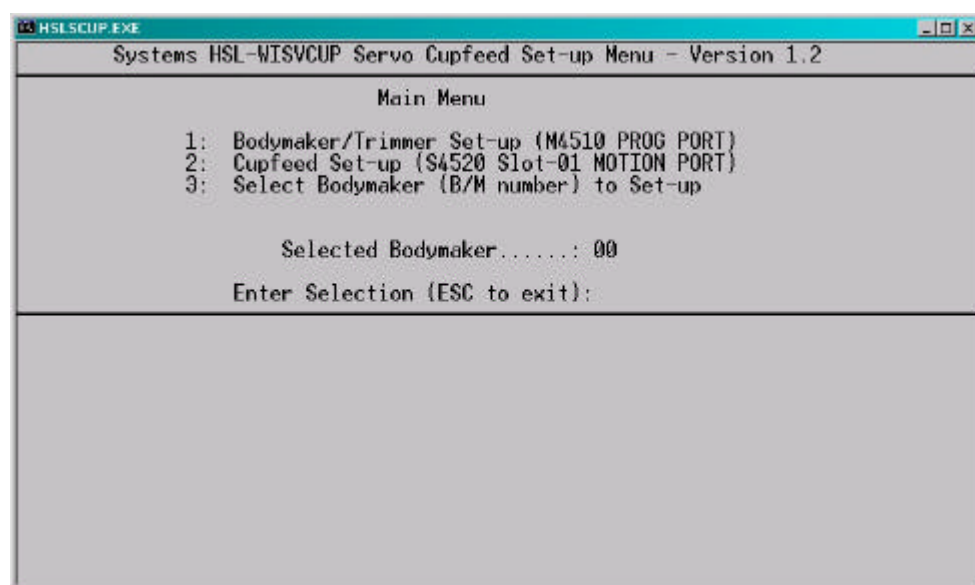 HSLSCUP.EXE
Systems HSL-WISVCUP Servo Cupfeed Set-up Menu - Version 1.2
Main Menu
1: Bodymaker/Trimmer Set-up (M4510 PROG PORT)
2: Cupfeed Set-up (S4520 Slot-01 MOTION PORT)
3: Select Bodymaker (B/M number) to Set-up
Selected Bodymaker......: 00
Enter Selection (ESC to exit):